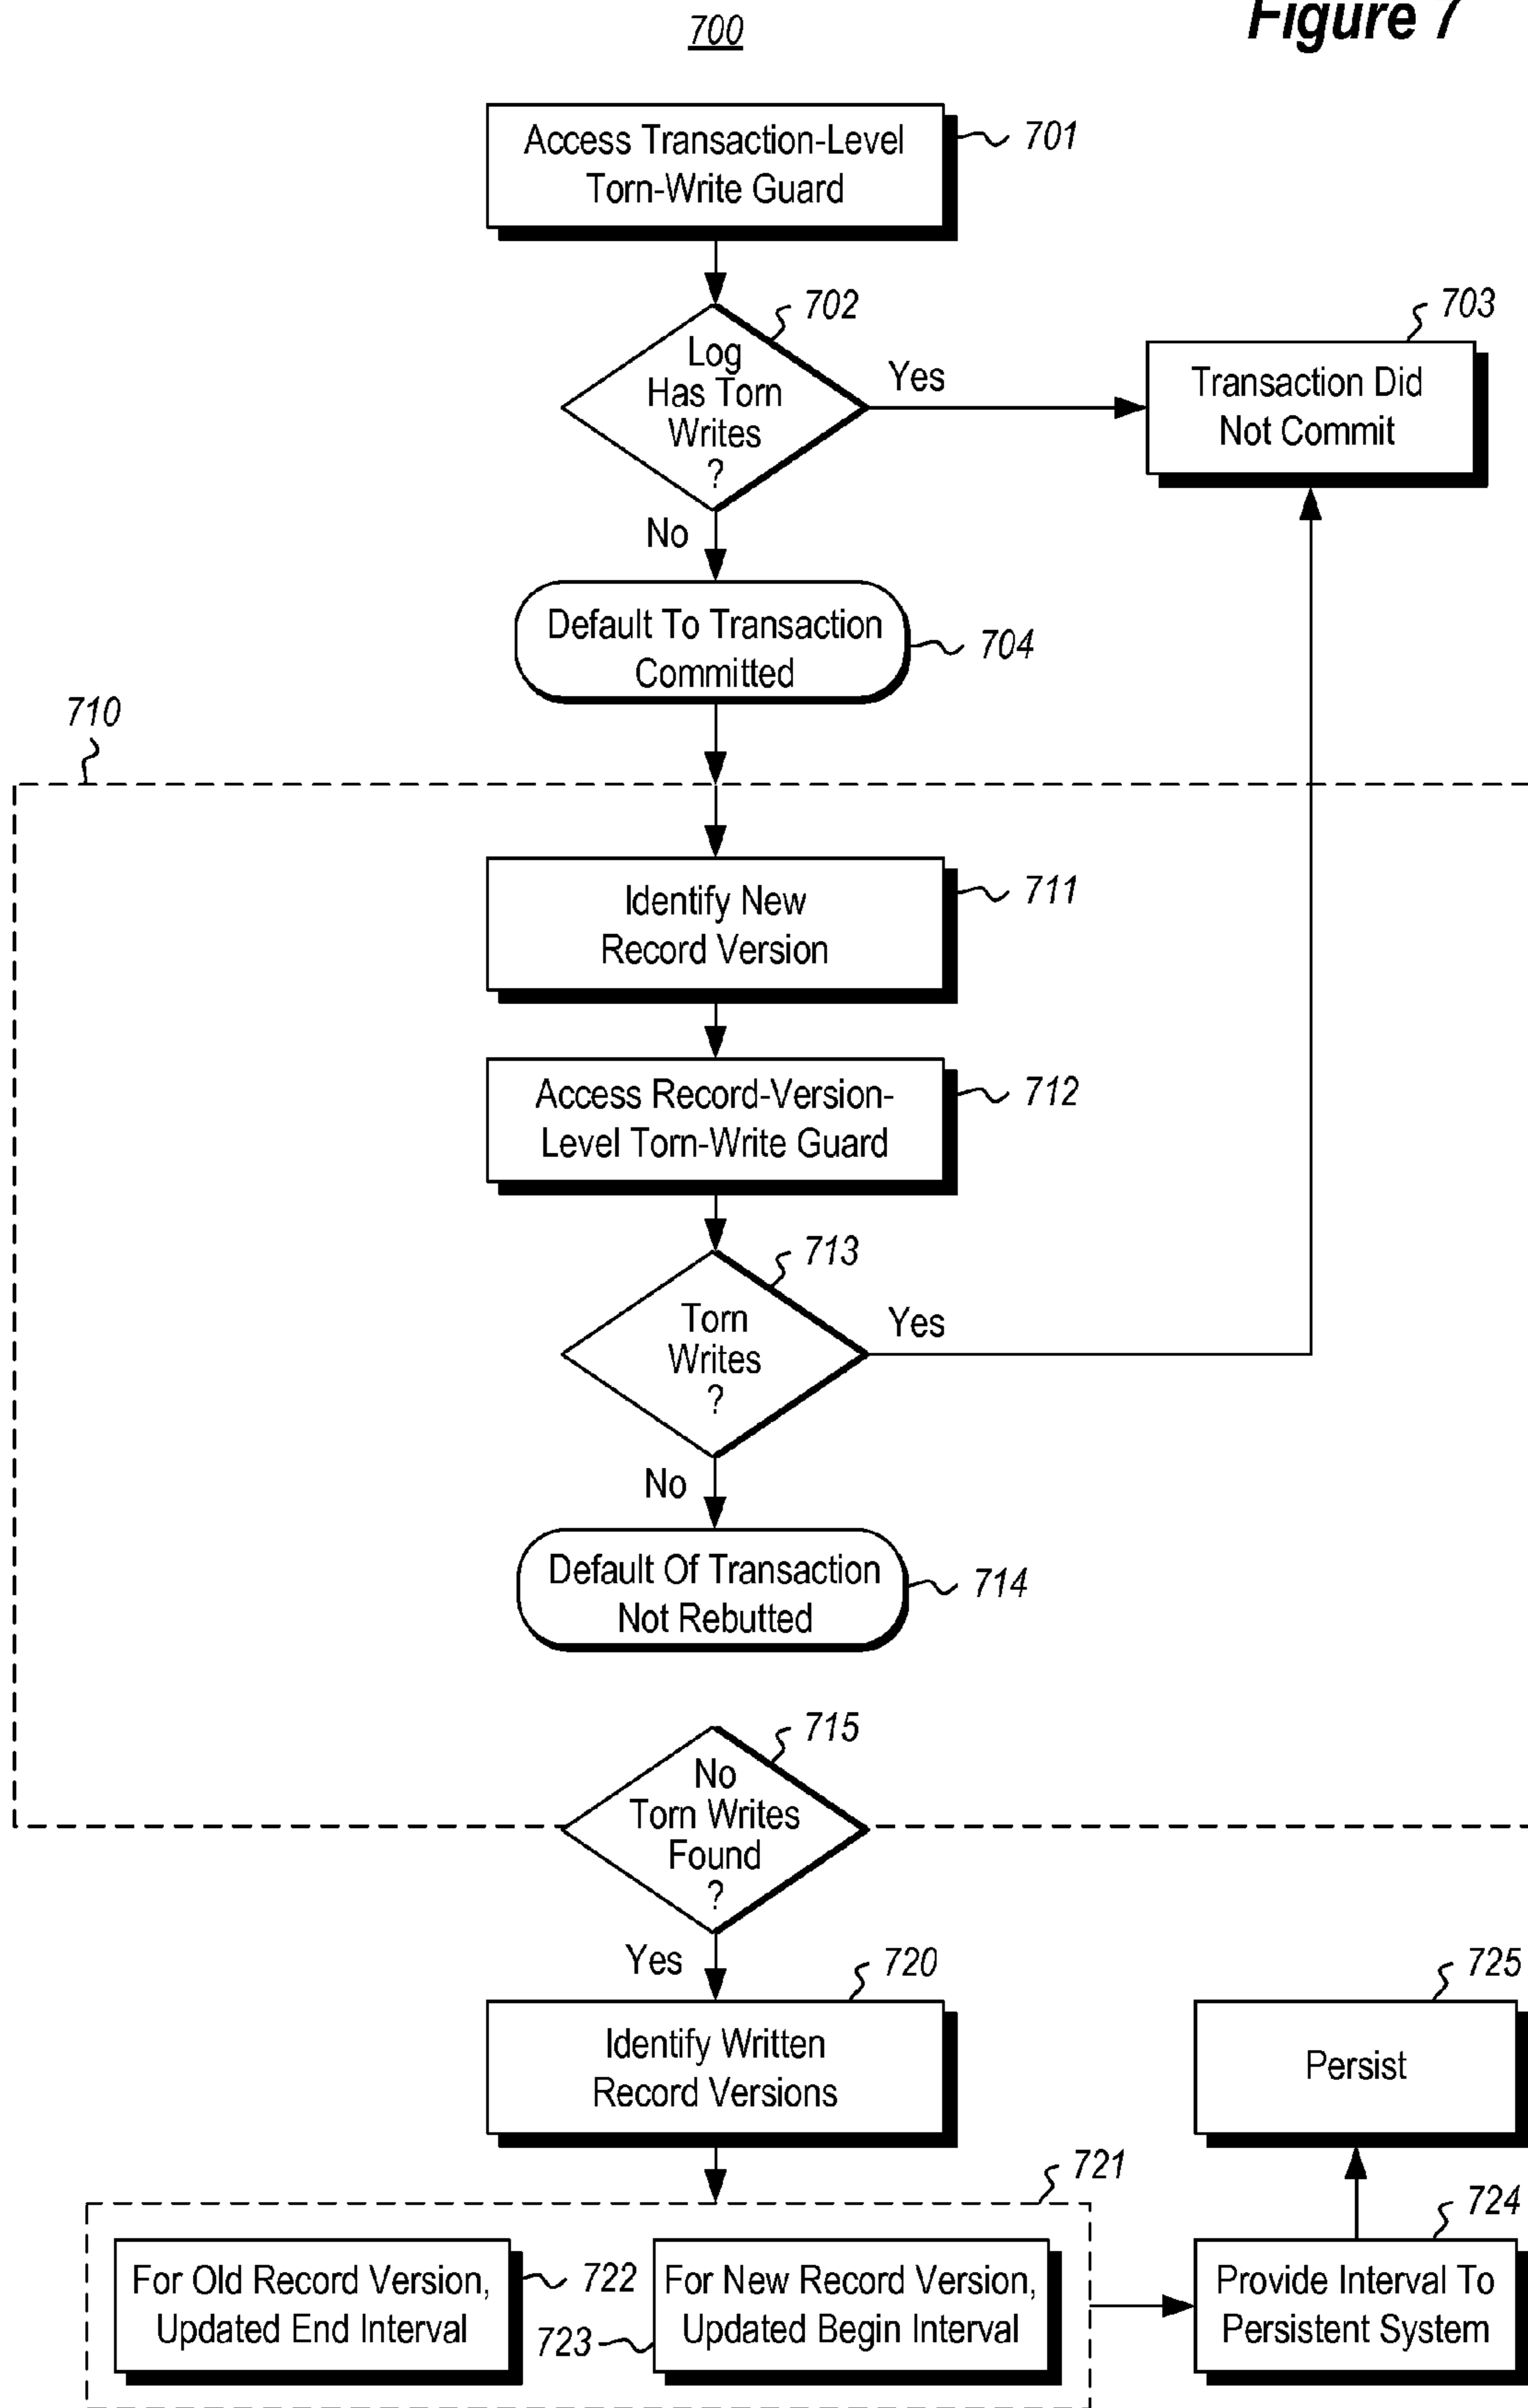 Figure 7
700
Access Transaction-Level
Torn-Write Guard
701
702
Log
Has Torn
Writes
?
Yes
703
Transaction Did
Not Commit
No
Default To Transaction
Committed
704
710
Identify New
Record Version
711
Access Record-Version-
Level Torn-Write Guard
712
713
Torn
Writes
?
Yes
No
Default Of Transaction
Not Rebutted
714
715
No
Torn Writes
Found
?
Yes
720
Identify Written
Record Versions
725
Persist
721
For Old Record Version,
Updated End Interval
722
723
For New Record Version,
Updated Begin Interval
724
Provide Interval To
Persistent System